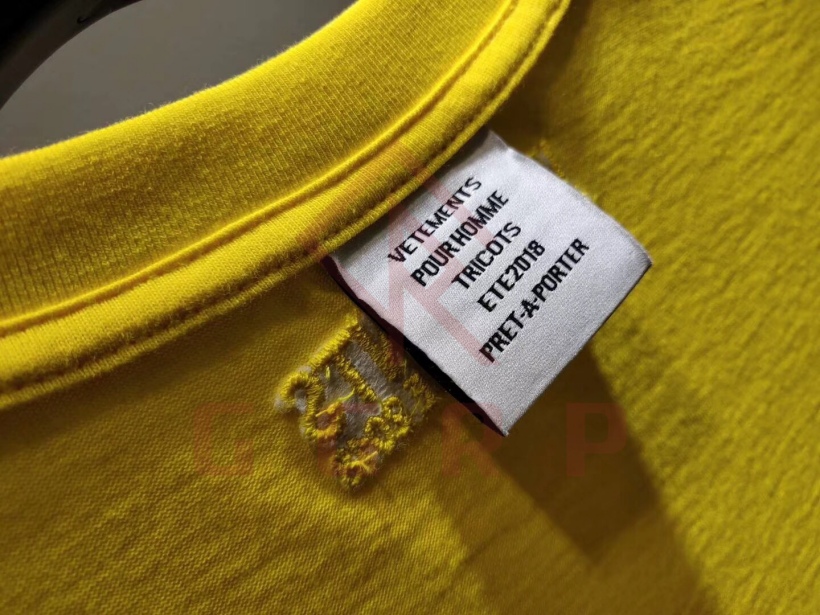 VETEMENTS
POUR HOMME
TRICOTS
ETE2018
PRET-A-PORTER